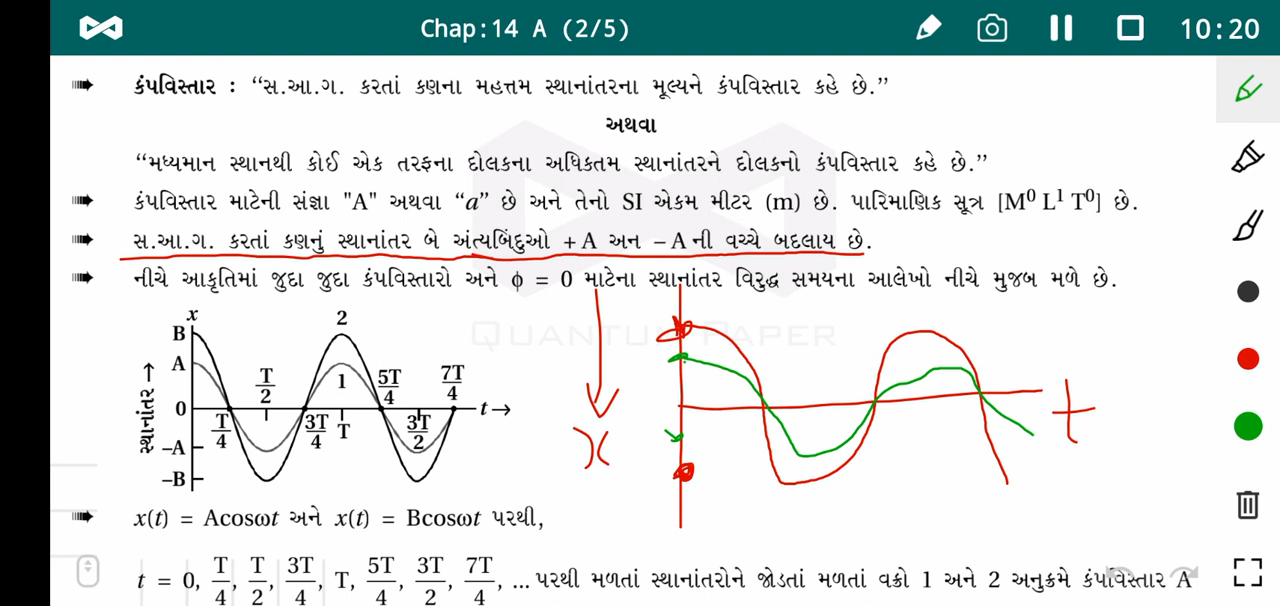 Chap:14 A (2/5)
10:20
કંપવિસ્તાર : “સ.આ.ગ. કરતાં કણના મહત્તમ સ્થાનાંતરના મૂલ્યને કંપવિસ્તાર કહે છે.”
અથવા
“મધ્યમાન સ્થાનથી કોઈ એક તરફના દોલકના અધિકતમ સ્થાનાંતરને દોલકનો કંપવિસ્તાર કહે છે.”
કંપવિસ્તાર માટેની સંજ્ઞા "A" અથવા “a” છે અને તેનો SI એકમ મીટર (m) છે. પારિમાણિક સૂત્ર [M⁰ L¹ T⁰] છે.
સ.આ.ગ. કરતાં કણનું સ્થાનાંતર બે અંત્યબિંદુઓ +A અન −A ની વચ્ચે બદલાય છે.
નીચે આકૃતિમાં જુદા જુદા કંપવિસ્તારો અને ϕ = 0 માટેના સ્થાનાંતર વિરુદ્ધ સમયના આલેખો નીચે મુજબ મળે છે.
QUANTUM PAPER
x
2
B
A
T/2
1
5T/4
7T/4
સ્થાનાંતર →
0
t→
T/4
3T/4
T
3T/2
–A
–B
x
t
x(t) = Acosωt અને x(t) = Bcosωt પરથી,
t = 0, T/4, T/2, 3T/4, T, 5T/4, 3T/2, 7T/4, ... પરથી મળતાં સ્થાનાંતરોને જોડતાં મળતાં વક્રો 1 અને 2 અનુક્રમે કંપવિસ્તાર A